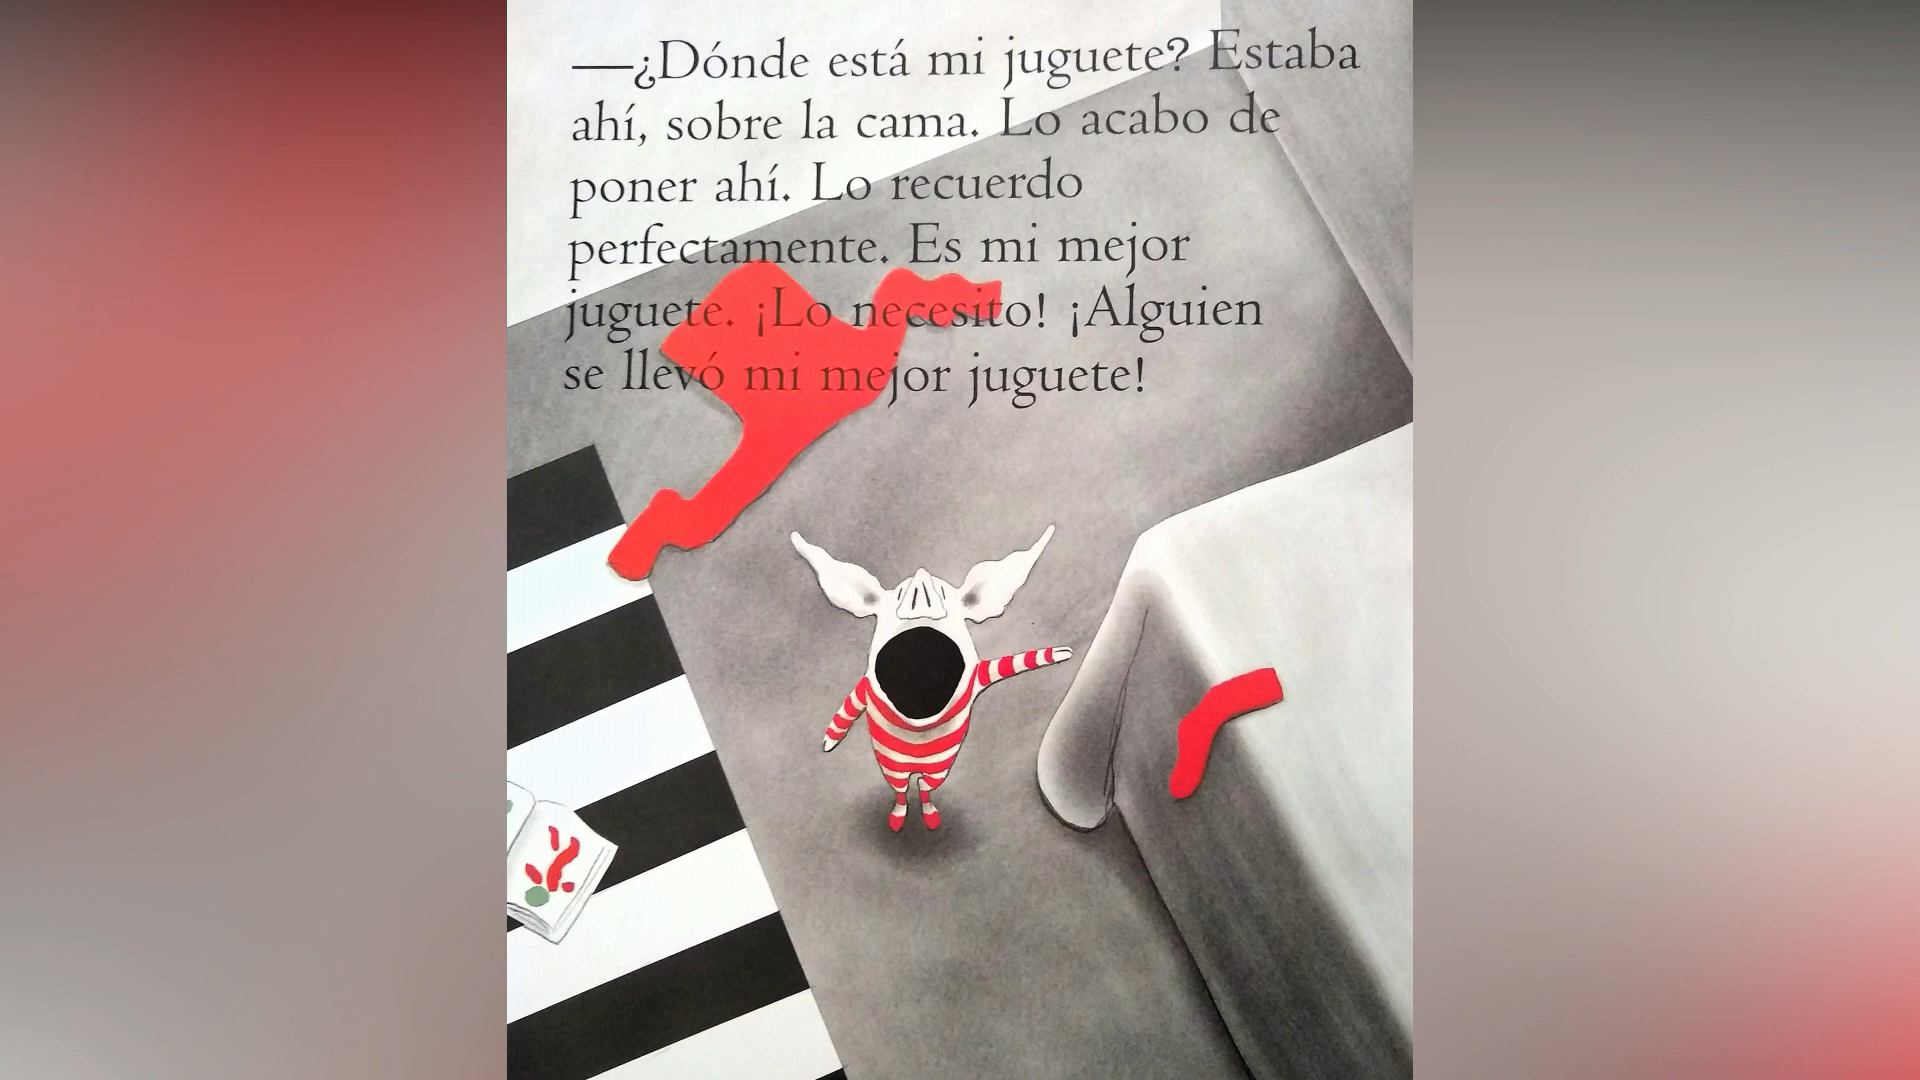 —¿Dónde está mi juguete? Estaba
ahí, sobre la cama. Lo acabo de
poner ahí. Lo recuerdo
perfectamente. Es mi mejor
juguete. ¡Lo necesito! ¡Alguien
se llevó mi mejor juguete!